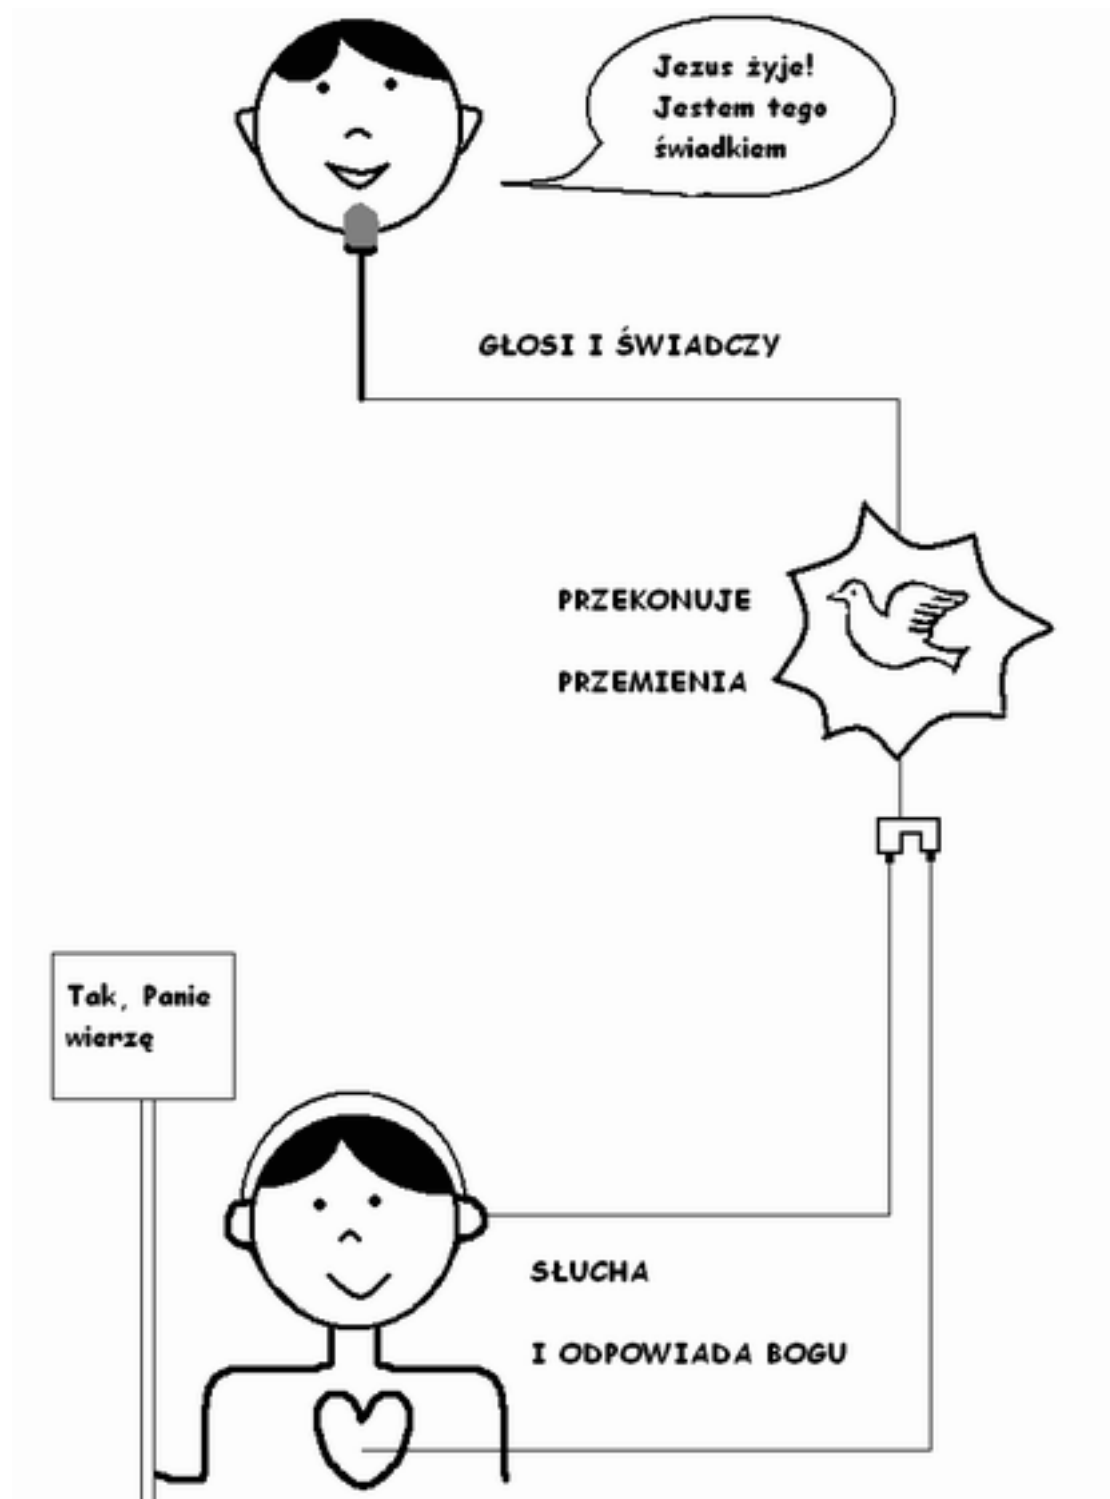 Jezus żyje!
Jestem tego
świadkiem
GŁOSI I ŚWIADCZY
PRZEKONUJE
PRZEMIENIA
Tak, Panie
wierzę
SŁUCHA
I ODPOWIADA BOGU